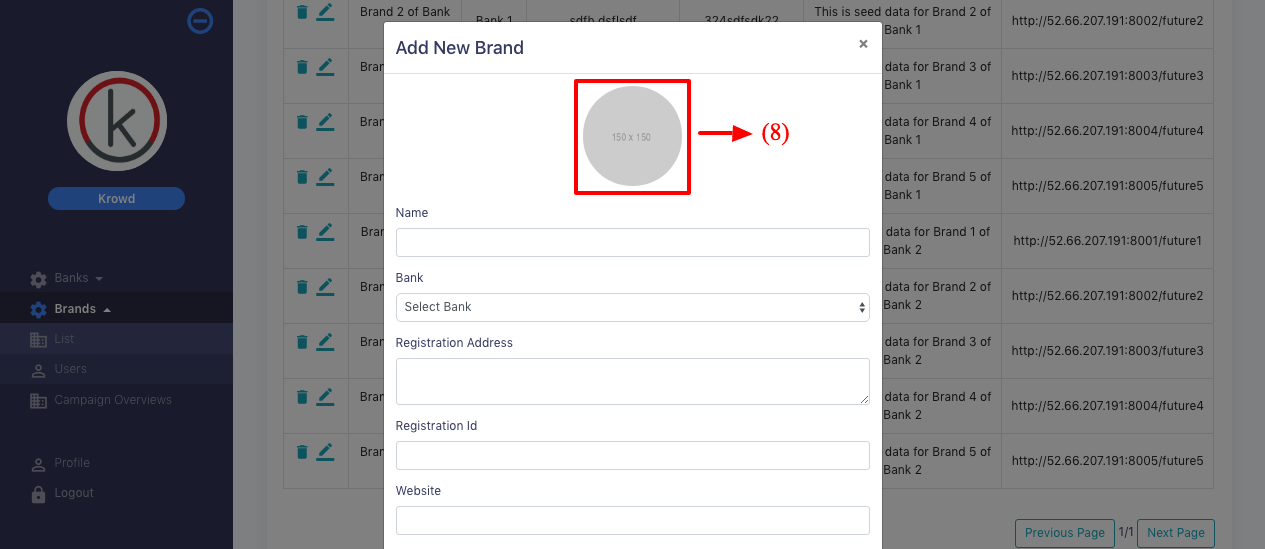 k
Krowd
Banks
Brands
List
Users
Campaign Overviews
Profile
Logout
Brand 2 of Bank
Bank 1
sdfb dsflsdf
324sdfsdk22
This is seed data for Brand 2 of
Bank 1
http://52.66.207.191:8002/future2
Add New Brand
×
150 x 150
(8)
Name
Bank
Select Bank
Registration Address
Registration Id
Website
data for Brand 3 of
Bank 1
http://52.66.207.191:8003/future3
data for Brand 4 of
Bank 1
http://52.66.207.191:8004/future4
data for Brand 5 of
Bank 1
http://52.66.207.191:8005/future5
data for Brand 1 of
Bank 2
http://52.66.207.191:8001/future1
data for Brand 2 of
Bank 2
http://52.66.207.191:8002/future2
data for Brand 3 of
Bank 2
http://52.66.207.191:8003/future3
data for Brand 4 of
Bank 2
http://52.66.207.191:8004/future4
data for Brand 5 of
Bank 2
http://52.66.207.191:8005/future5
Previous Page 1/1 Next Page